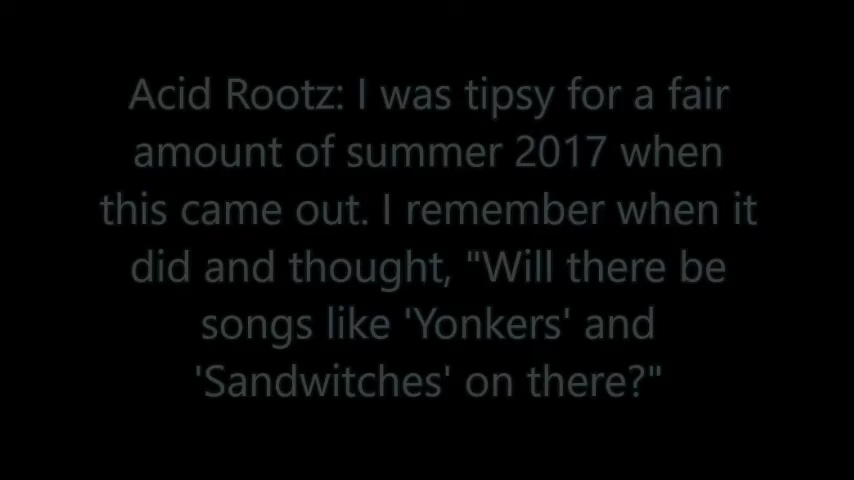 Acid Rootz: I was tipsy for a fair
amount of summer 2017 when
this came out. I remember when it
did and thought, "Will there be
songs like 'Yonkers' and
'Sandwitches' on there?"